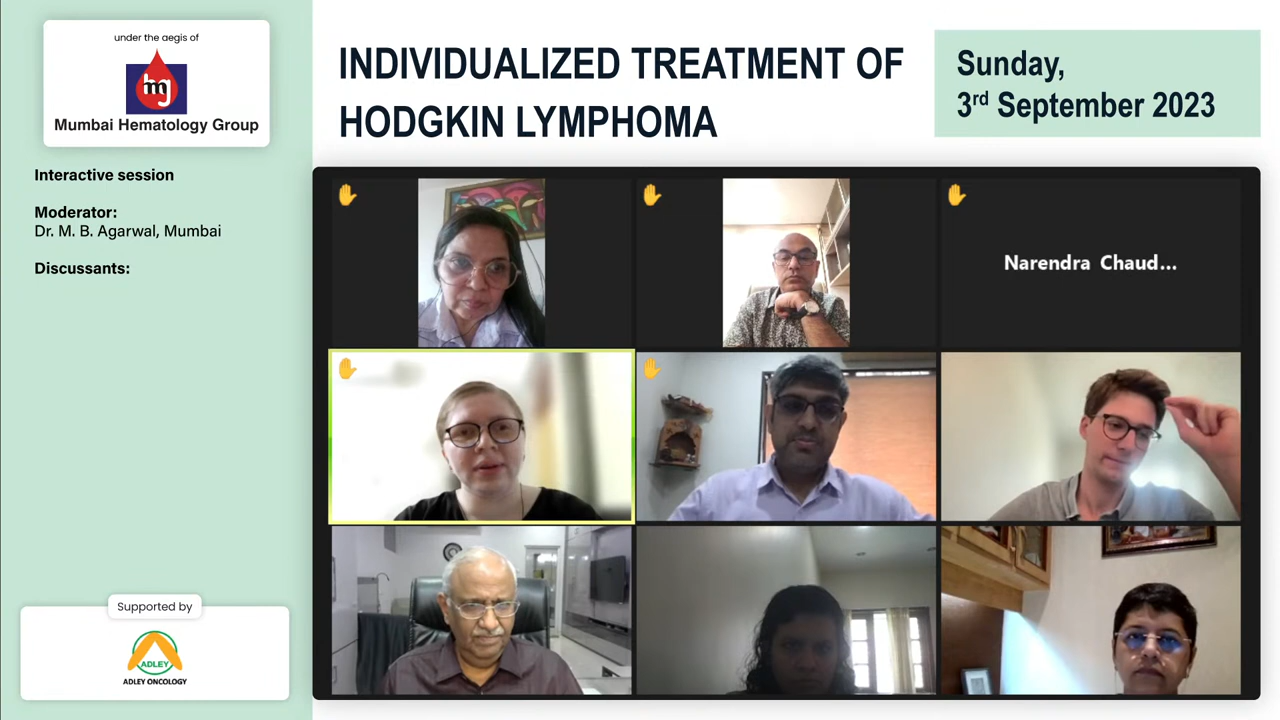 under the aegis of
mg
Mumbai Hematology Group
Interactive session
Moderator:
Dr. M. B. Agarwal, Mumbai
Discussants:
Supported by
ADLEY
ADLEY ONCOLOGY
INDIVIDUALIZED TREATMENT OF
HODGKIN LYMPHOMA
Sunday,
3rd September 2023
Narendra Chaud...